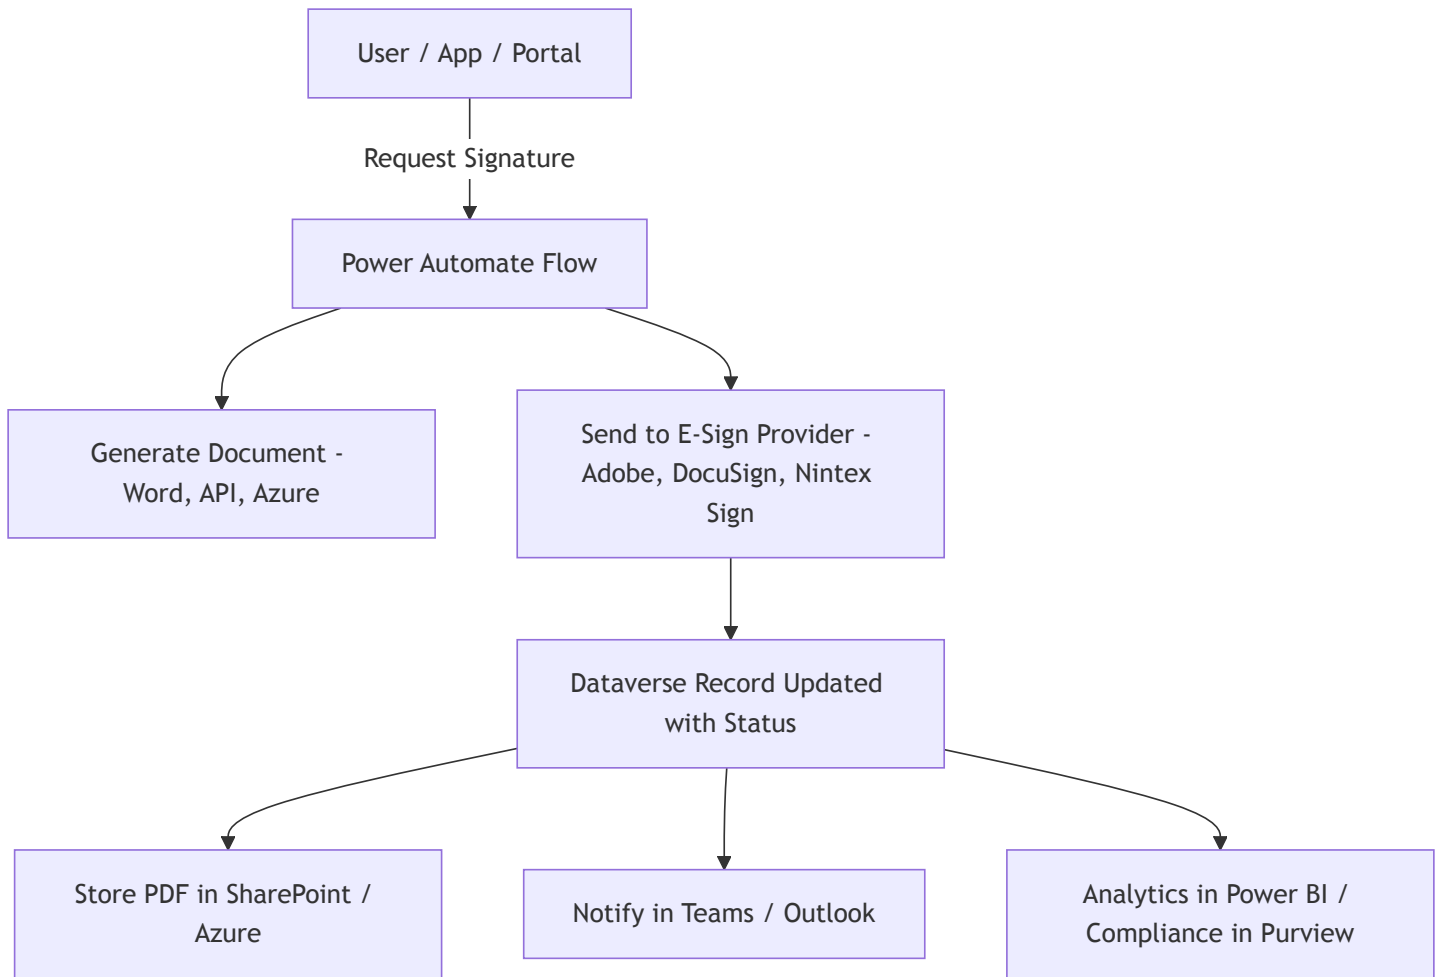 User / App / Portal
Request Signature
Power Automate Flow
Generate Document -
Word, API, Azure
Send to E-Sign Provider -
Adobe, DocuSign, Nintex
Sign
Dataverse Record Updated
with Status
Store PDF in SharePoint /
Azure
Notify in Teams / Outlook
Analytics in Power BI /
Compliance in Purview